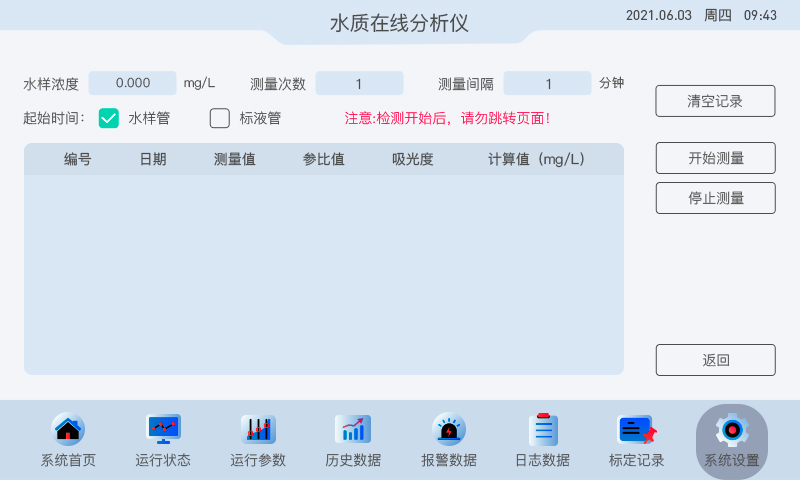 水质在线分析仪
2021.06.03 周四 09:43
水样浓度 0.000 mg/L 测量次数 1 测量间隔 1 分钟
清空记录
起始时间: 水样管 标液管 注意:检测开始后，请勿跳转页面!
编号 日期 测量值 参比值 吸光度 计算值（mg/L）
开始测量
停止测量
返回
系统首页 运行状态 运行参数 历史数据 报警数据 日志数据 标定记录 系统设置